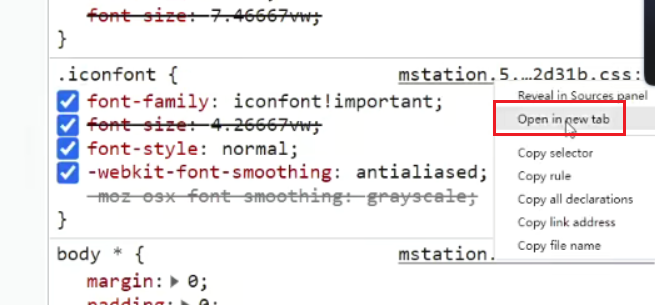 font-size: 7.46667vw;
}
.iconfont {
mstation.5.…2d31b.css:
font-family: iconfont!important;
font-size: 4.26667vw;
font-style: normal;
-webkit-font-smoothing: antialiased;
-moz-osx-font-smoothing: grayscale;
}
Reveal in Sources panel
Open in new tab
Copy selector
Copy rule
Copy all declarations
Copy link address
Copy file name
body * {
mstation.
margin: 0;
padding: 0;